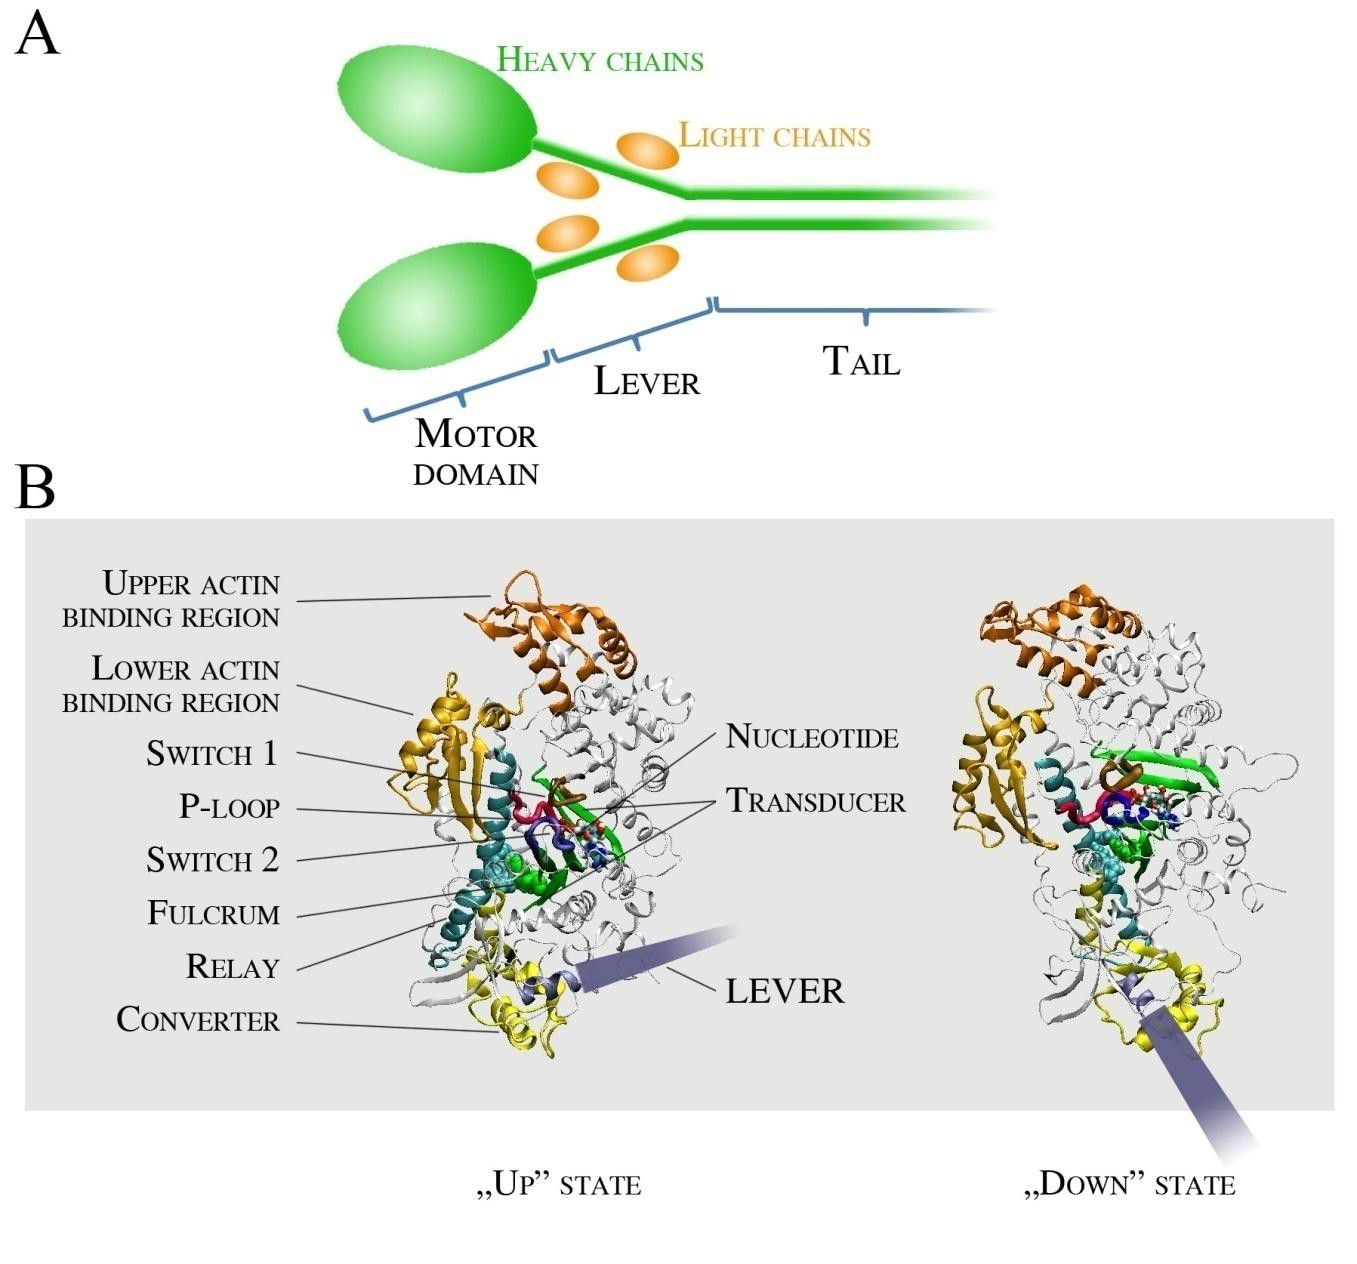 A
Heavy chains
Light chains
Tail
Lever
Motor
domain
B
Upper actin
binding region
Lower actin
binding region
Switch 1
P-loop
Switch 2
Fulcrum
Relay
Converter
Nucleotide
Transducer
LEVER
„Up” state
„Down” state